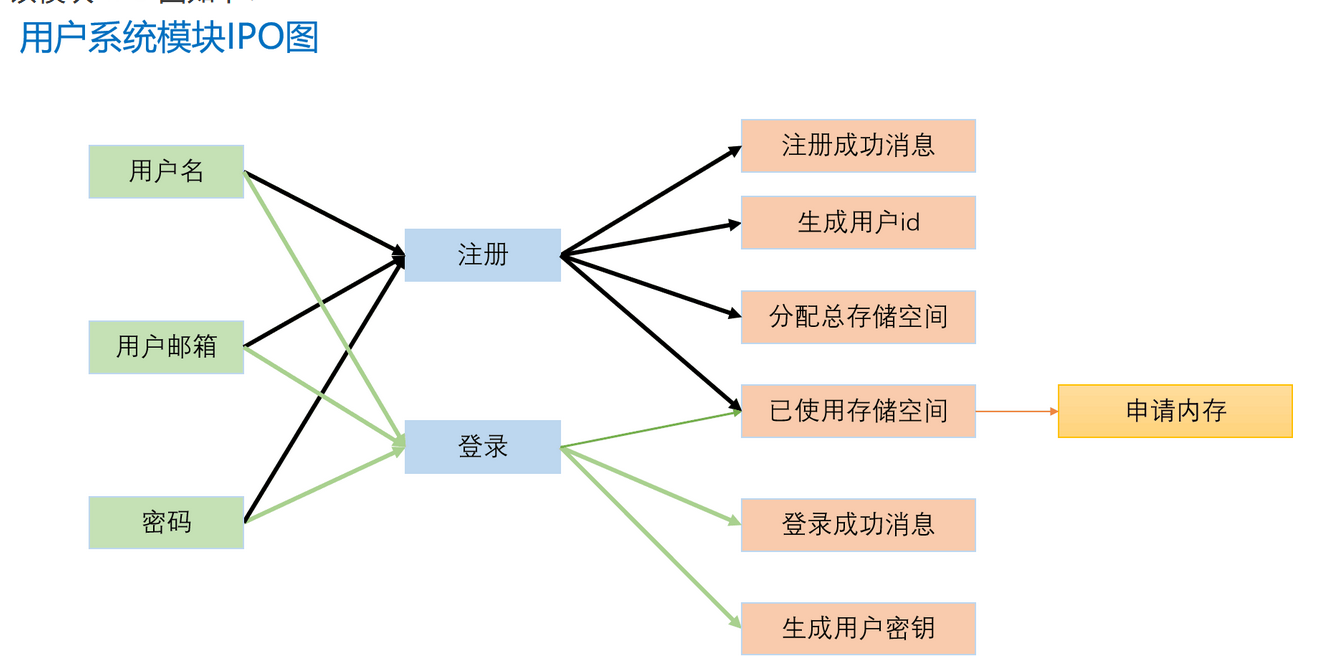 用户系统模块IPO图
用户名
用户邮箱
密码
注册
登录
注册成功消息
生成用户id
分配总存储空间
已使用存储空间
登录成功消息
生成用户密钥
申请内存